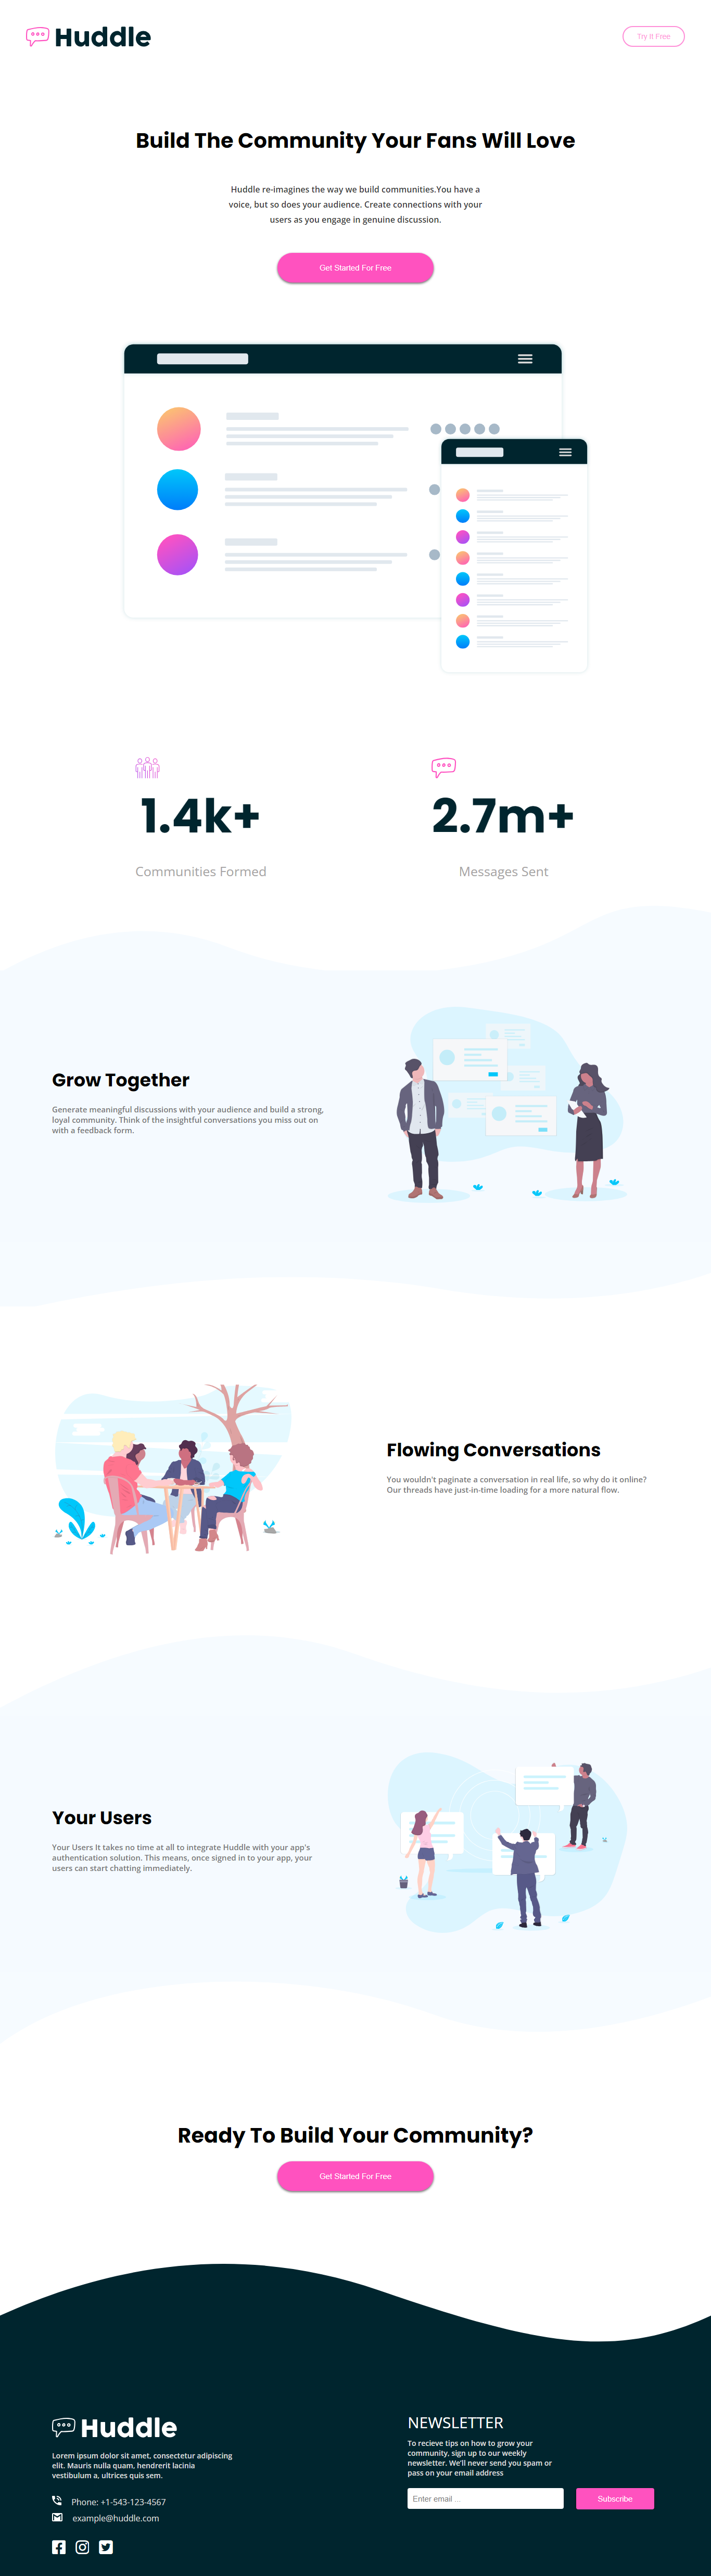 Huddle
Try It Free
Build The Community Your Fans Will Love
Huddle re-imagines the way we build communities.You have a
voice, but so does your audience. Create connections with your
users as you engage in genuine discussion.
Get Started For Free
1.4k+
Communities Formed
2.7m+
Messages Sent
Grow Together
Generate meaningful discussions with your audience and build a strong,
loyal community. Think of the insightful conversations you miss out on
with a feedback form.
Flowing Conversations
You wouldn't paginate a conversation in real life, so why do it online?
Our threads have just-in-time loading for a more natural flow.
Your Users
Your Users It takes no time at all to integrate Huddle with your app's
authentication solution. This means, once signed in to your app, your
users can start chatting immediately.
Ready To Build Your Community?
Get Started For Free
Huddle
Lorem ipsum dolor sit amet, consectetur adipiscing
elit. Mauris nulla quam, hendrerit lacinia
vestibulum a, ultrices quis sem.
Phone: +1-543-123-4567
example@huddle.com
NEWSLETTER
To recieve tips on how to grow your
community, sign up to our weekly
newsletter. We'll never send you spam or
pass on your email address
Enter email ...
Subscribe